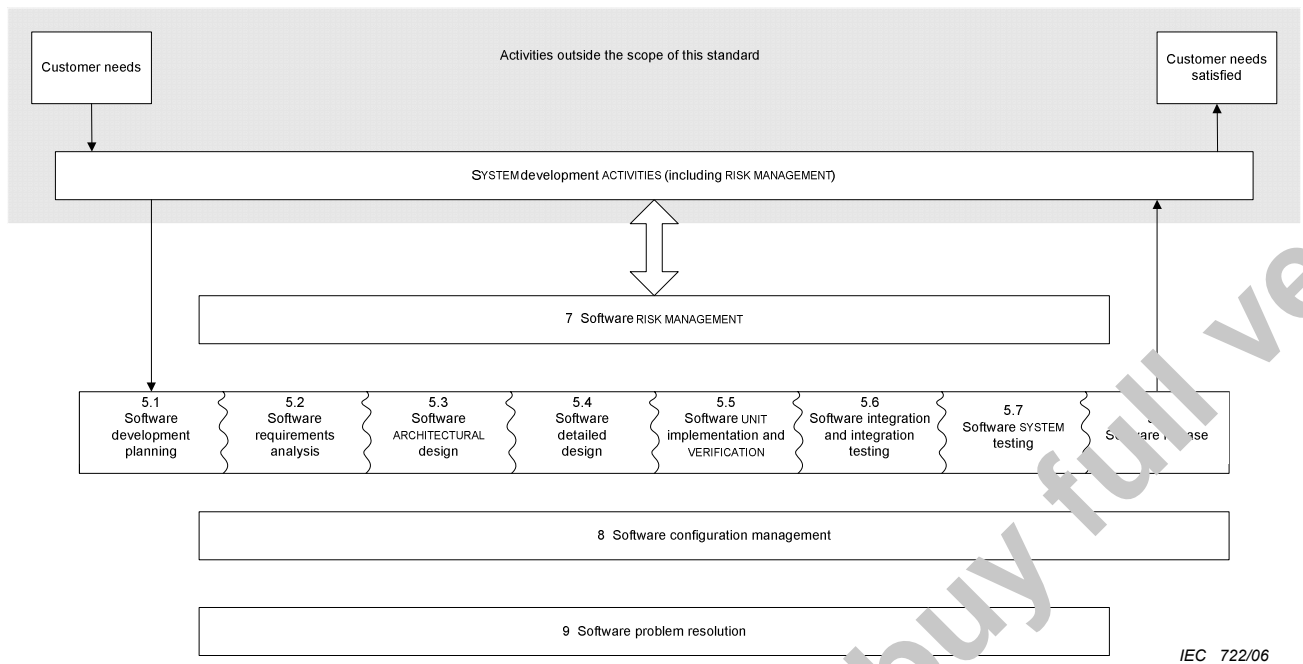 Activities outside the scope of this standard
Customer needs
Customer needs
satisfied
SYSTEM development ACTIVITIES (including RISK MANAGEMENT)
7 Software RISK MANAGEMENT
5.1
Software
development
planning
5.2
Software
requirements
analysis
5.3
Software
ARCHITECTURAL
design
5.4
Software
detailed
design
5.5
Software UNIT
implementation and
VERIFICATION
5.6
Software integration
and integration
testing
5.7
Software SYSTEM
testing
Software
8 Software configuration management
9 Software problem resolution
IEC 722/06
buy full